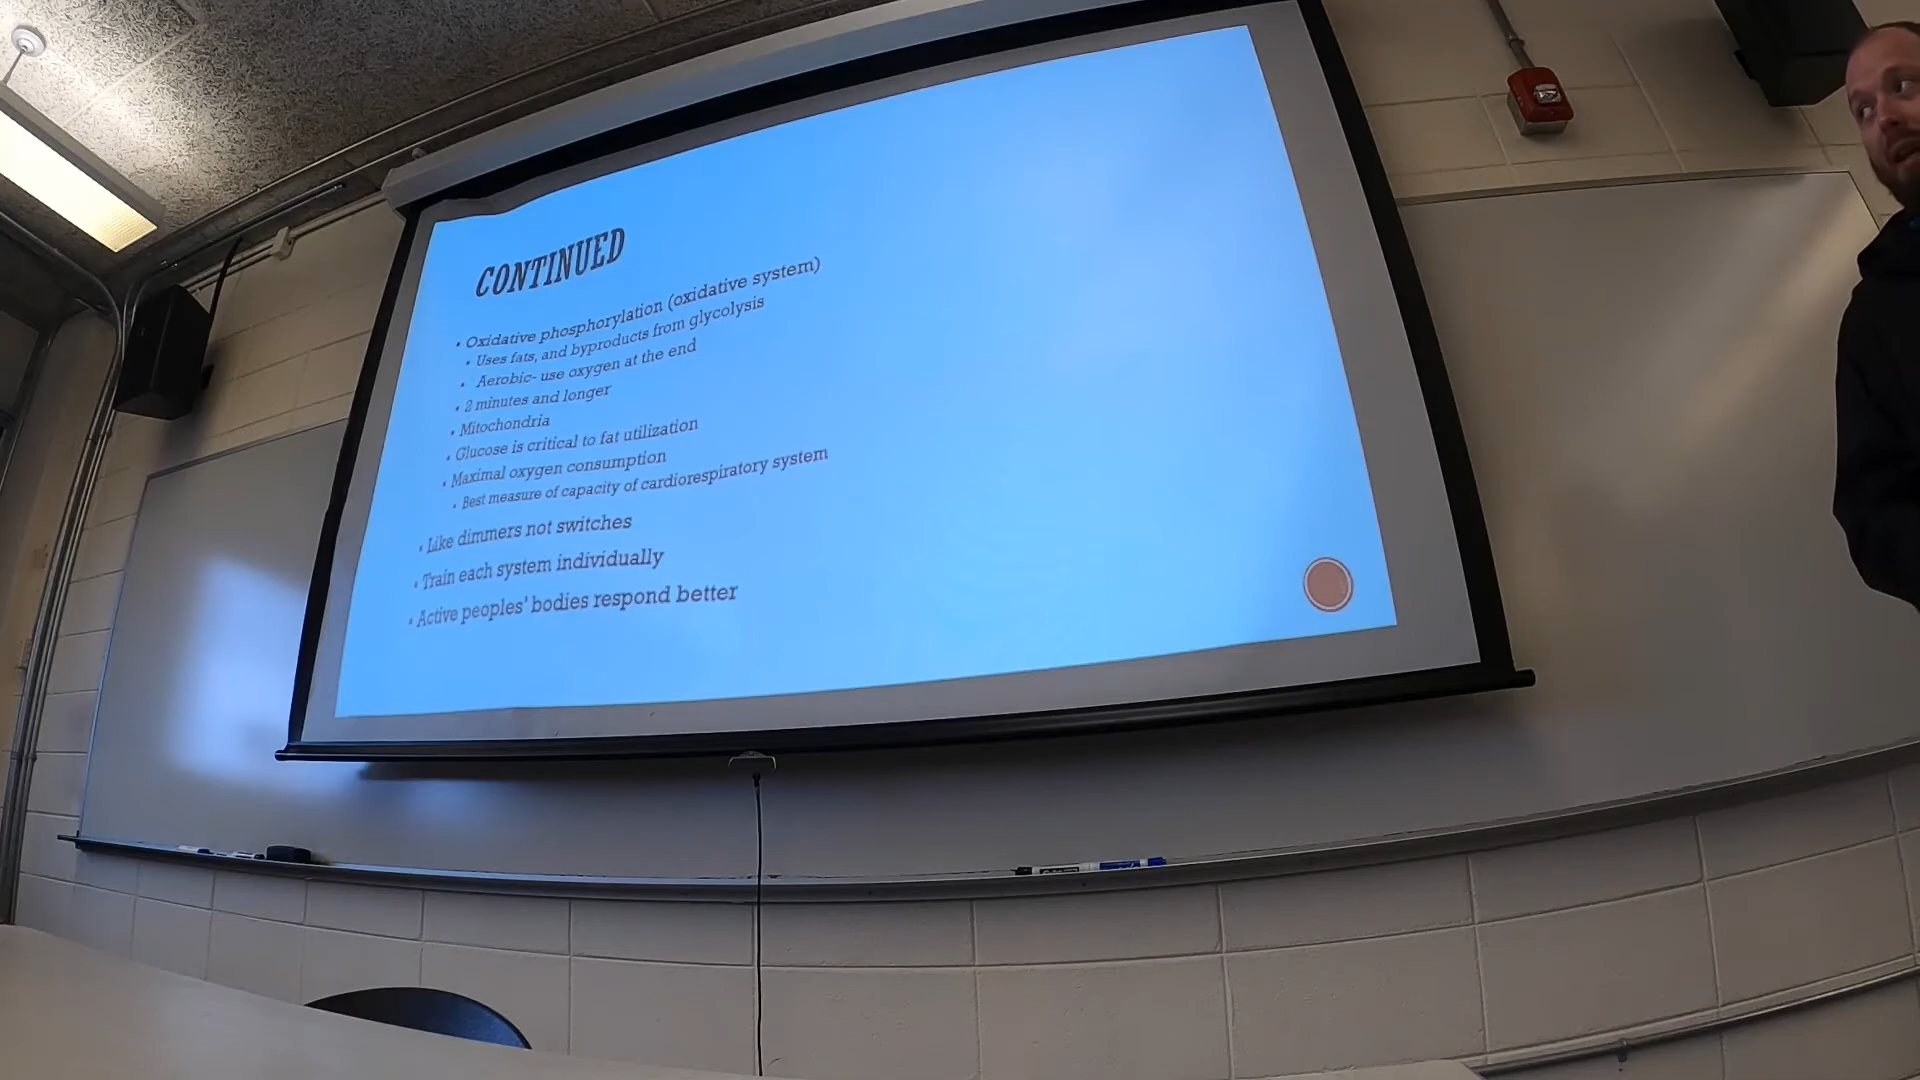 CONTINUED
• Oxidative phosphorylation (oxidative system)
• Uses fats, and byproducts from glycolysis
• Aerobic- use oxygen at the end
• 2 minutes and longer
• Mitochondria
• Glucose is critical to fat utilization
• Maximal oxygen consumption
• Best measure of capacity of cardiorespiratory system
• Like dimmers not switches
• Train each system individually
• Active peoples' bodies respond better